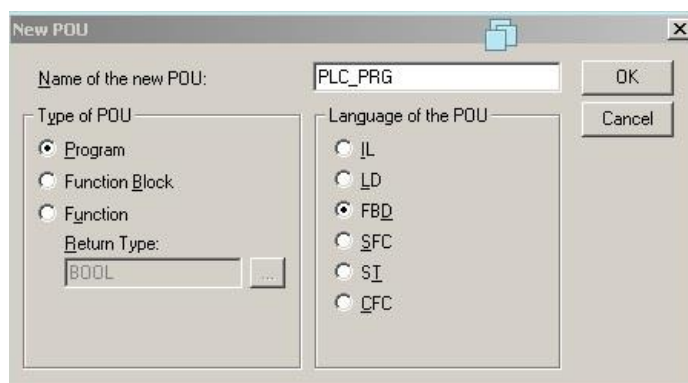 New POU
Name of the new POU:
PLC_PRG
OK
Cancel
Type of POU
Program
Function Block
Function
Return Type:
BOOL
...
Language of the POU
IL
LD
FBD
SFC
ST
CFC